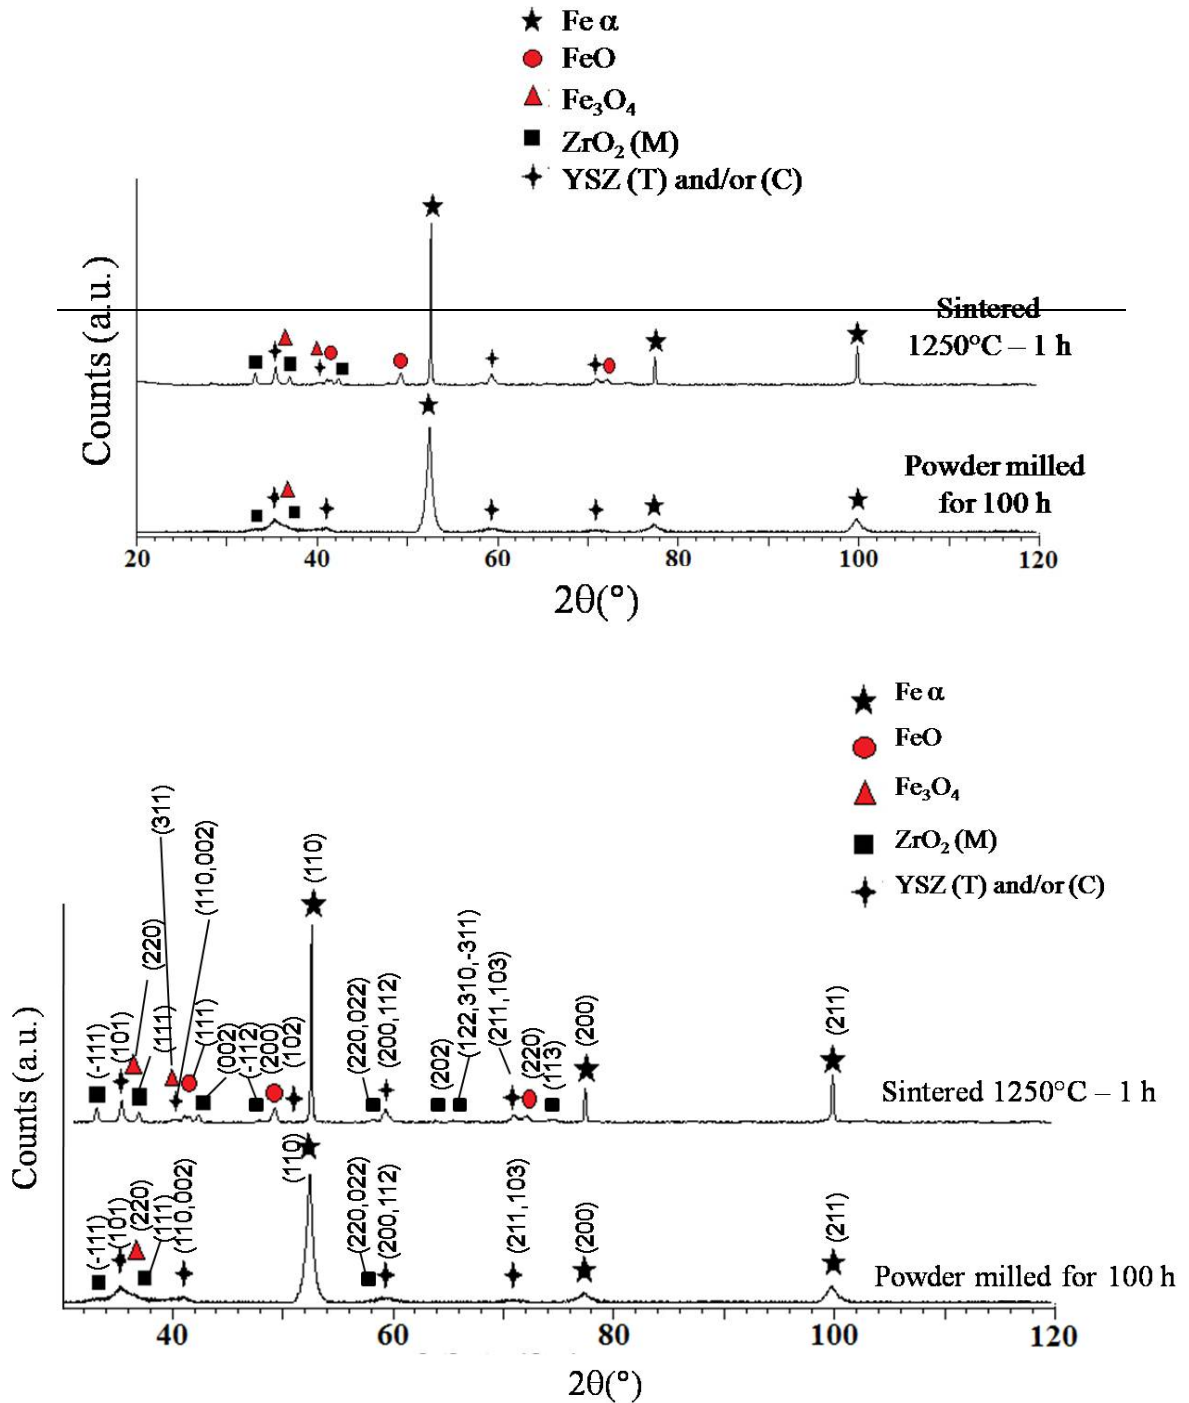 Fe α
FeO
Fe₃O₄
ZrO₂ (M)
YSZ (T) and/or (C)
Counts (a.u.)
Sintered
1250°C – 1 h
Powder milled
for 100 h
20 40 60 80 100 120
2θ(°)
Fe α
FeO
Fe₃O₄
ZrO₂ (M)
YSZ (T) and/or (C)
Counts (a.u.)
(-111)
(101)
(220)
(311)
(111)
(110,002)
(111)
(002)
(-112)
(200)
(102)
(110)
(220,022)
(200,112)
(202)
(122,310,-311)
(211,103)
(220)
(113)
(200)
(211)
Sintered 1250°C – 1 h
(-111)
(101)
(220)
(111)
(110,002)
(110)
(220,022)
(200,112)
(211,103)
(200)
(211)
Powder milled for 100 h
40 60 80 100 120
2θ(°)